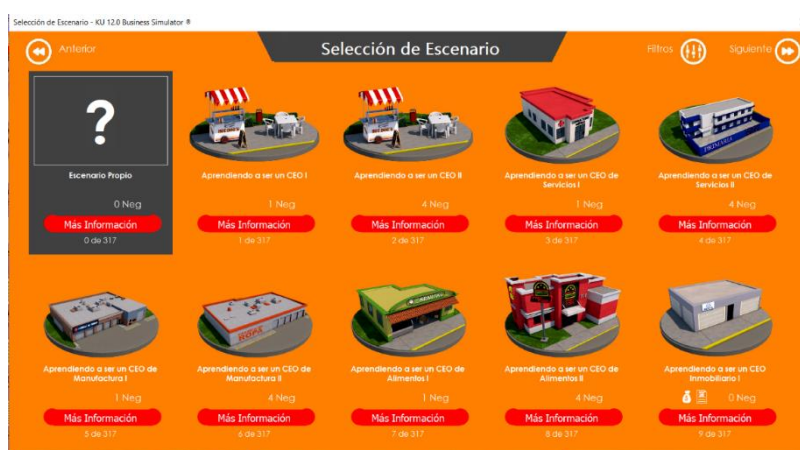 Selección de Escenario - KU 12.0 Business Simulator ®
Anterior
Selección de Escenario
Filtros
Siguiente
?
Escenario Propio
0 Neg
Más Información
0 de 317
Aprendiendo a ser un CEO I
1 Neg
Más Información
1 de 317
Aprendiendo a ser un CEO II
4 Neg
Más Información
2 de 317
Aprendiendo a ser un CEO de
Servicios I
1 Neg
Más Información
3 de 317
PRIMARIA
Aprendiendo a ser un CEO de
Servicios II
4 Neg
Más Información
4 de 317
Aprendiendo a ser un CEO de
Manufactura I
1 Neg
Más Información
5 de 317
ROPA
Aprendiendo a ser un CEO de
Manufactura II
4 Neg
Más Información
6 de 317
Aprendiendo a ser un CEO de
Alimentos I
1 Neg
Más Información
7 de 317
Aprendiendo a ser un CEO de
Alimentos II
4 Neg
Más Información
8 de 317
Aprendiendo a ser un CEO
Inmobiliario I
0 Neg
Más Información
9 de 317